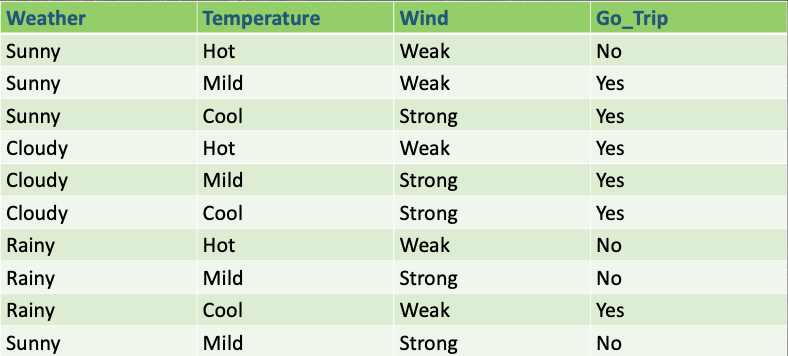 Weather Temperature Wind Go_Trip
Sunny Hot Weak No
Sunny Mild Weak Yes
Sunny Cool Strong Yes
Cloudy Hot Weak Yes
Cloudy Mild Strong Yes
Cloudy Cool Strong Yes
Rainy Hot Weak No
Rainy Mild Strong No
Rainy Cool Weak Yes
Sunny Mild Strong No